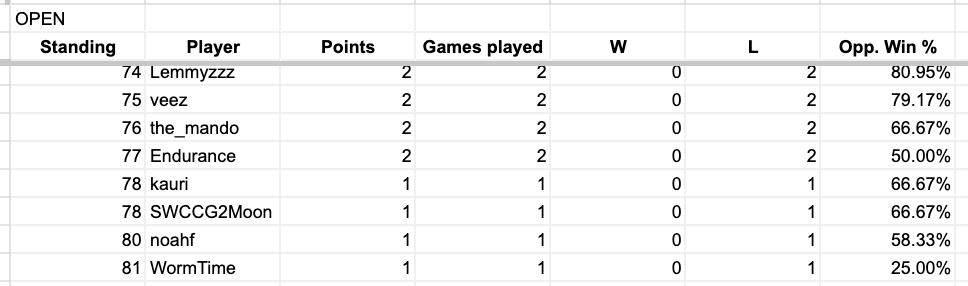 OPEN
Standing Player Points Games played W L Opp. Win %
74 Lemmyzzz 2 2 0 2 80.95%
75 veez 2 2 0 2 79.17%
76 the_mando 2 2 0 2 66.67%
77 Endurance 2 2 0 2 50.00%
78 kauri 1 1 0 1 66.67%
78 SWCCG2Moon 1 1 0 1 66.67%
80 noahf 1 1 0 1 58.33%
81 WormTime 1 1 0 1 25.00%